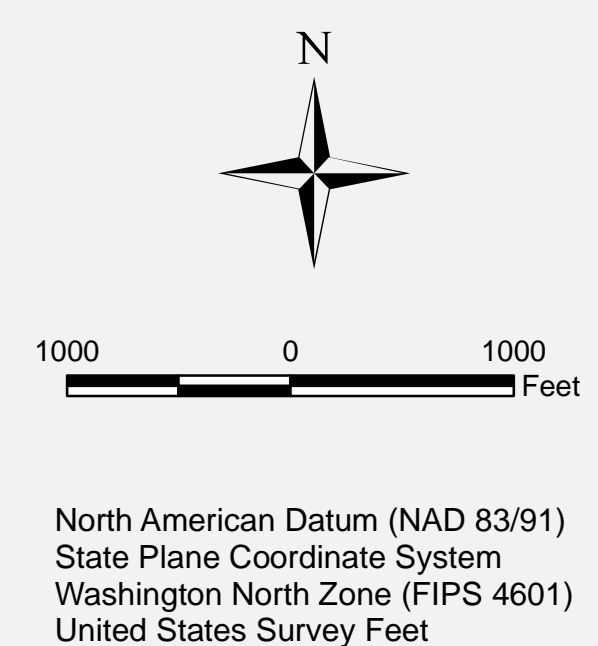 N
1000 0 1000
Feet
North American Datum (NAD 83/91)
State Plane Coordinate System
Washington North Zone (FIPS 4601)
United States Survey Feet